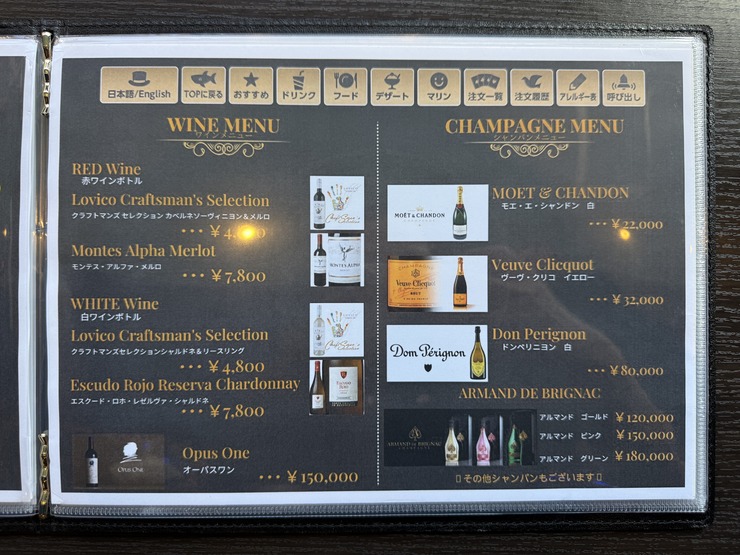 日本語/English
TOPに戻る
おすすめ
ドリンク
フード
デザート
マリン
注文一覧
注文履歴
アレルギー表
呼び出し
WINE MENU
ワインメニュー
RED Wine
赤ワインボトル
Lovico Craftsman's Selection
クラフトマンズ セレクション カベルネソーヴィニヨン&メルロ
Montes Alpha Merlot
モンテス・アルファ・メルロ
･･･ ¥7,800
MONTES ALPHA
WHITE Wine
白ワインボトル
Lovico Craftsman's Selection
クラフトマンズセレクションシャルドネ&リースリング
･･･ ¥4,800
Escudo Rojo Reserva Chardonnay
エスクード・ロホ・レゼルヴァ・シャルドネ
･･･ ¥7,800
ESCUDO ROJO
OPUS ONE
Opus One
オーパスワン
･･･ ¥150,000
CHAMPAGNE MENU
シャンパンメニュー
MOËT & CHANDON
CHAMPAGNE
MOET & CHANDON
モエ・エ・シャンドン 白
･･･ ¥22,000
Veuve Clicquot
BRUT
Veuve Clicquot
ヴーヴ・クリコ イエロー
･･･ ¥32,000
Dom Pérignon
Don Perignon
ドンペリニヨン 白
･･･ ¥80,000
ARMAND DE BRIGNAC
ARMAND DE BRIGNAC
CHAMPAGNE
アルマンド ゴールド ¥120,000
アルマンド ピンク ¥150,000
アルマンド グリーン ¥180,000
▯その他シャンパンもございます▯